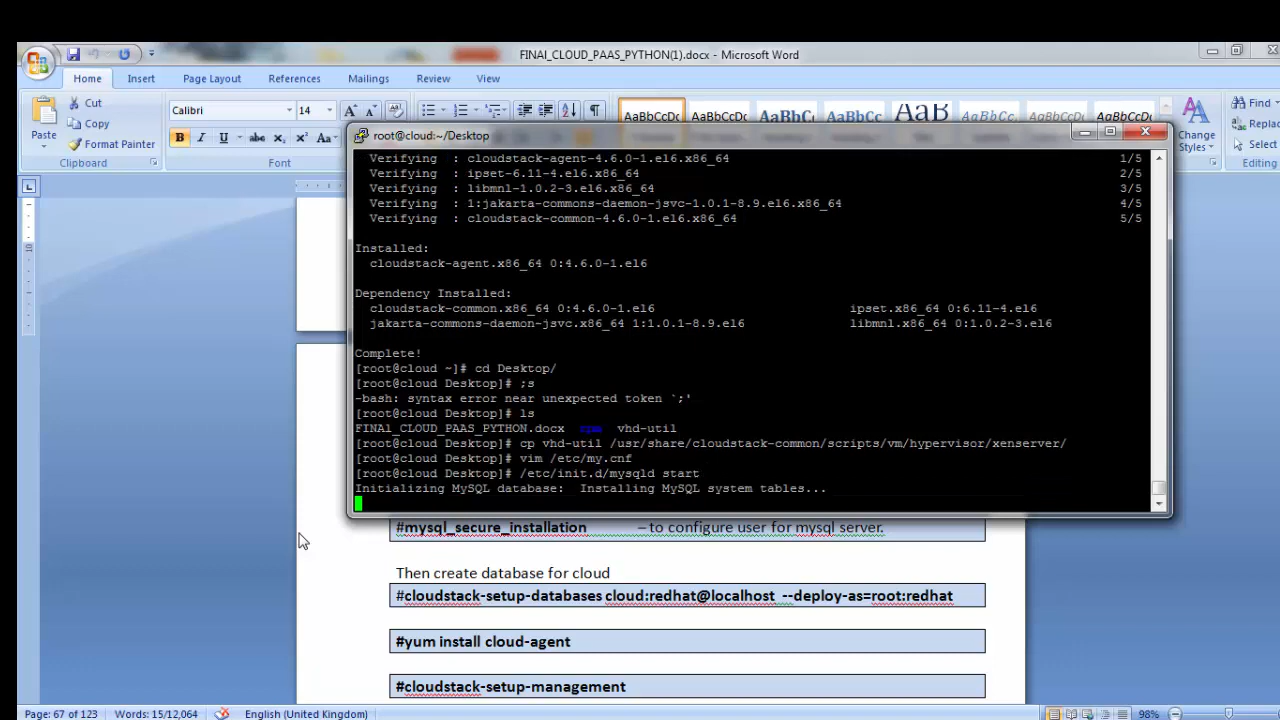 FINAl_CLOUD_PAAS_PYTHON(1).docx - Microsoft Word
Home Insert Page Layout References Mailings Review View
Cut
Copy
Format Painter
Paste
Clipboard
Calibri 14
B I U abc x₂ x² Aa
Font
AaBbCcDc AaBbCcDc AaBbC AaBbCc AaB AaBbCc. AaBbCcDc
Change Styles
Find
Replac
Select
Editing
root@cloud:~/Desktop
Verifying : cloudstack-agent-4.6.0-1.el6.x86_64 1/5
Verifying : ipset-6.11-4.el6.x86_64 2/5
Verifying : libmnl-1.0.2-3.el6.x86_64 3/5
Verifying : 1:jakarta-commons-daemon-jsvc-1.0.1-8.9.el6.x86_64 4/5
Verifying : cloudstack-common-4.6.0-1.el6.x86_64 5/5
Installed:
cloudstack-agent.x86_64 0:4.6.0-1.el6
Dependency Installed:
cloudstack-common.x86_64 0:4.6.0-1.el6 ipset.x86_64 0:6.11-4.el6
jakarta-commons-daemon-jsvc.x86_64 1:1.0.1-8.9.el6 libmnl.x86_64 0:1.0.2-3.el6
Complete!
[root@cloud ~]# cd Desktop/
[root@cloud Desktop]# ;s
-bash: syntax error near unexpected token `;'
[root@cloud Desktop]# ls
FINAl_CLOUD_PAAS_PYTHON.docx rpm vhd-util
[root@cloud Desktop]# cp vhd-util /usr/share/cloudstack-common/scripts/vm/hypervisor/xenserver/
[root@cloud Desktop]# vim /etc/my.cnf
[root@cloud Desktop]# /etc/init.d/mysqld start
Initializing MySQL database: Installing MySQL system tables...
#mysql_secure_installation – to configure user for mysql server.
Then create database for cloud
#cloudstack-setup-databases cloud:redhat@localhost --deploy-as=root:redhat
#yum install cloud-agent
#cloudstack-setup-management
Page: 67 of 123 Words: 15/12,064 English (United Kingdom) 98%